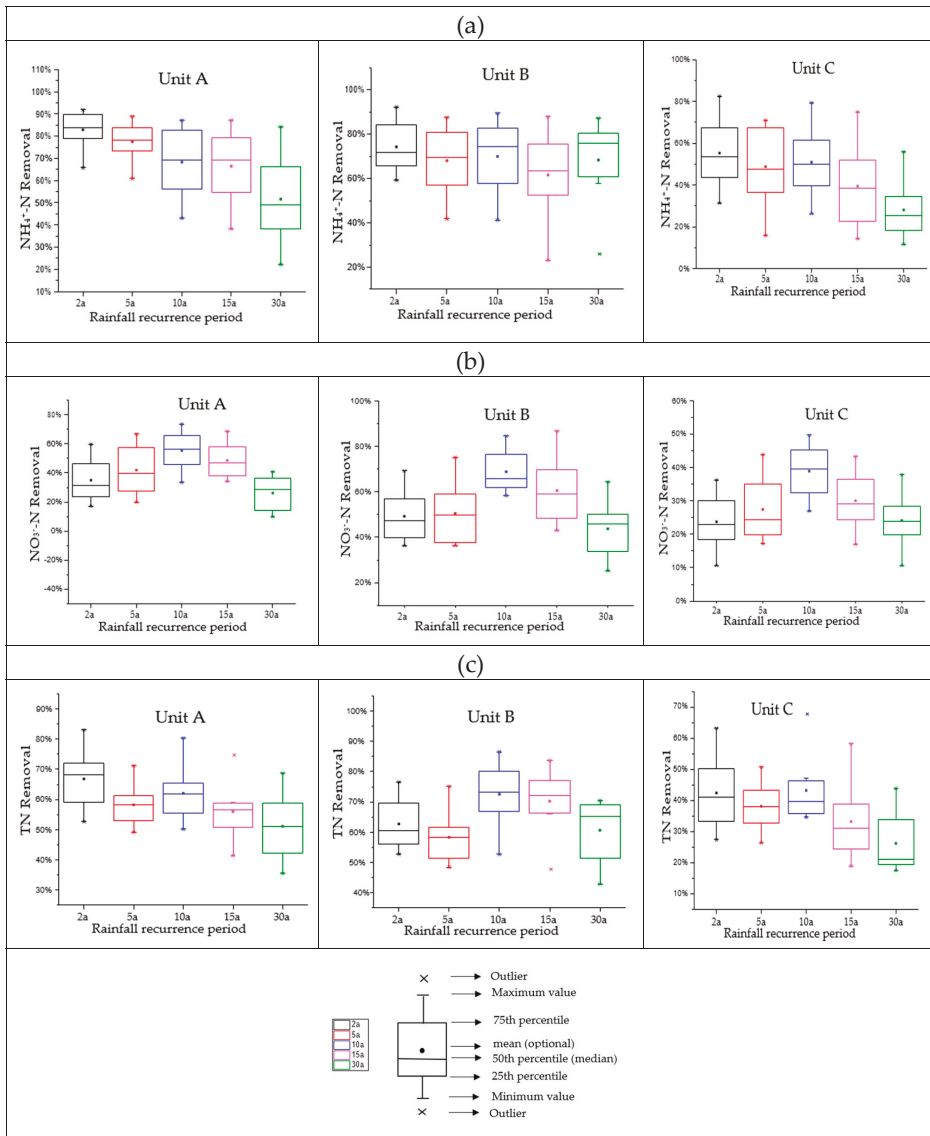 (a)
Unit A
NH₄⁺-N Removal
110%
100%
90%
80%
70%
60%
50%
40%
30%
20%
10%
2a 5a 10a 15a 30a
Rainfall recurrence period
Unit B
NH₄⁺-N Removal
100%
80%
60%
40%
20%
2a 5a 10a 15a 30a
Rainfall recurrence period
Unit C
NH₄⁺-N Removal
100%
80%
60%
40%
20%
0%
2a 5a 10a 15a 30a
Rainfall recurrence period
(b)
Unit A
NO₃⁻-N Removal
80%
60%
40%
20%
0%
-40%
2a 5a 10a 15a 30a
Rainfall recurrence period
Unit B
NO₃⁻-N Removal
100%
80%
60%
40%
20%
2a 5a 10a 15a 30a
Rainfall recurrence period
Unit C
NO₃⁻-N Removal
60%
50%
40%
30%
20%
10%
0%
2a 5a 10a 15a 30a
Rainfall recurrence period
(c)
Unit A
TN Removal
90%
80%
70%
60%
50%
40%
30%
2a 5a 10a 15a 30a
Rainfall recurrence period
Unit B
TN Removal
100%
90%
80%
70%
60%
50%
40%
2a 5a 10a 15a 30a
Rainfall recurrence period
Unit C
TN Removal
70%
60%
50%
40%
30%
20%
10%
2a 5a 10a 15a 30a
Rainfall recurrence period
2a
5a
10a
15a
30a
Outlier
Maximum value
75th percentile
mean (optional)
50th percentile (median)
25th percentile
Minimum value
Outlier